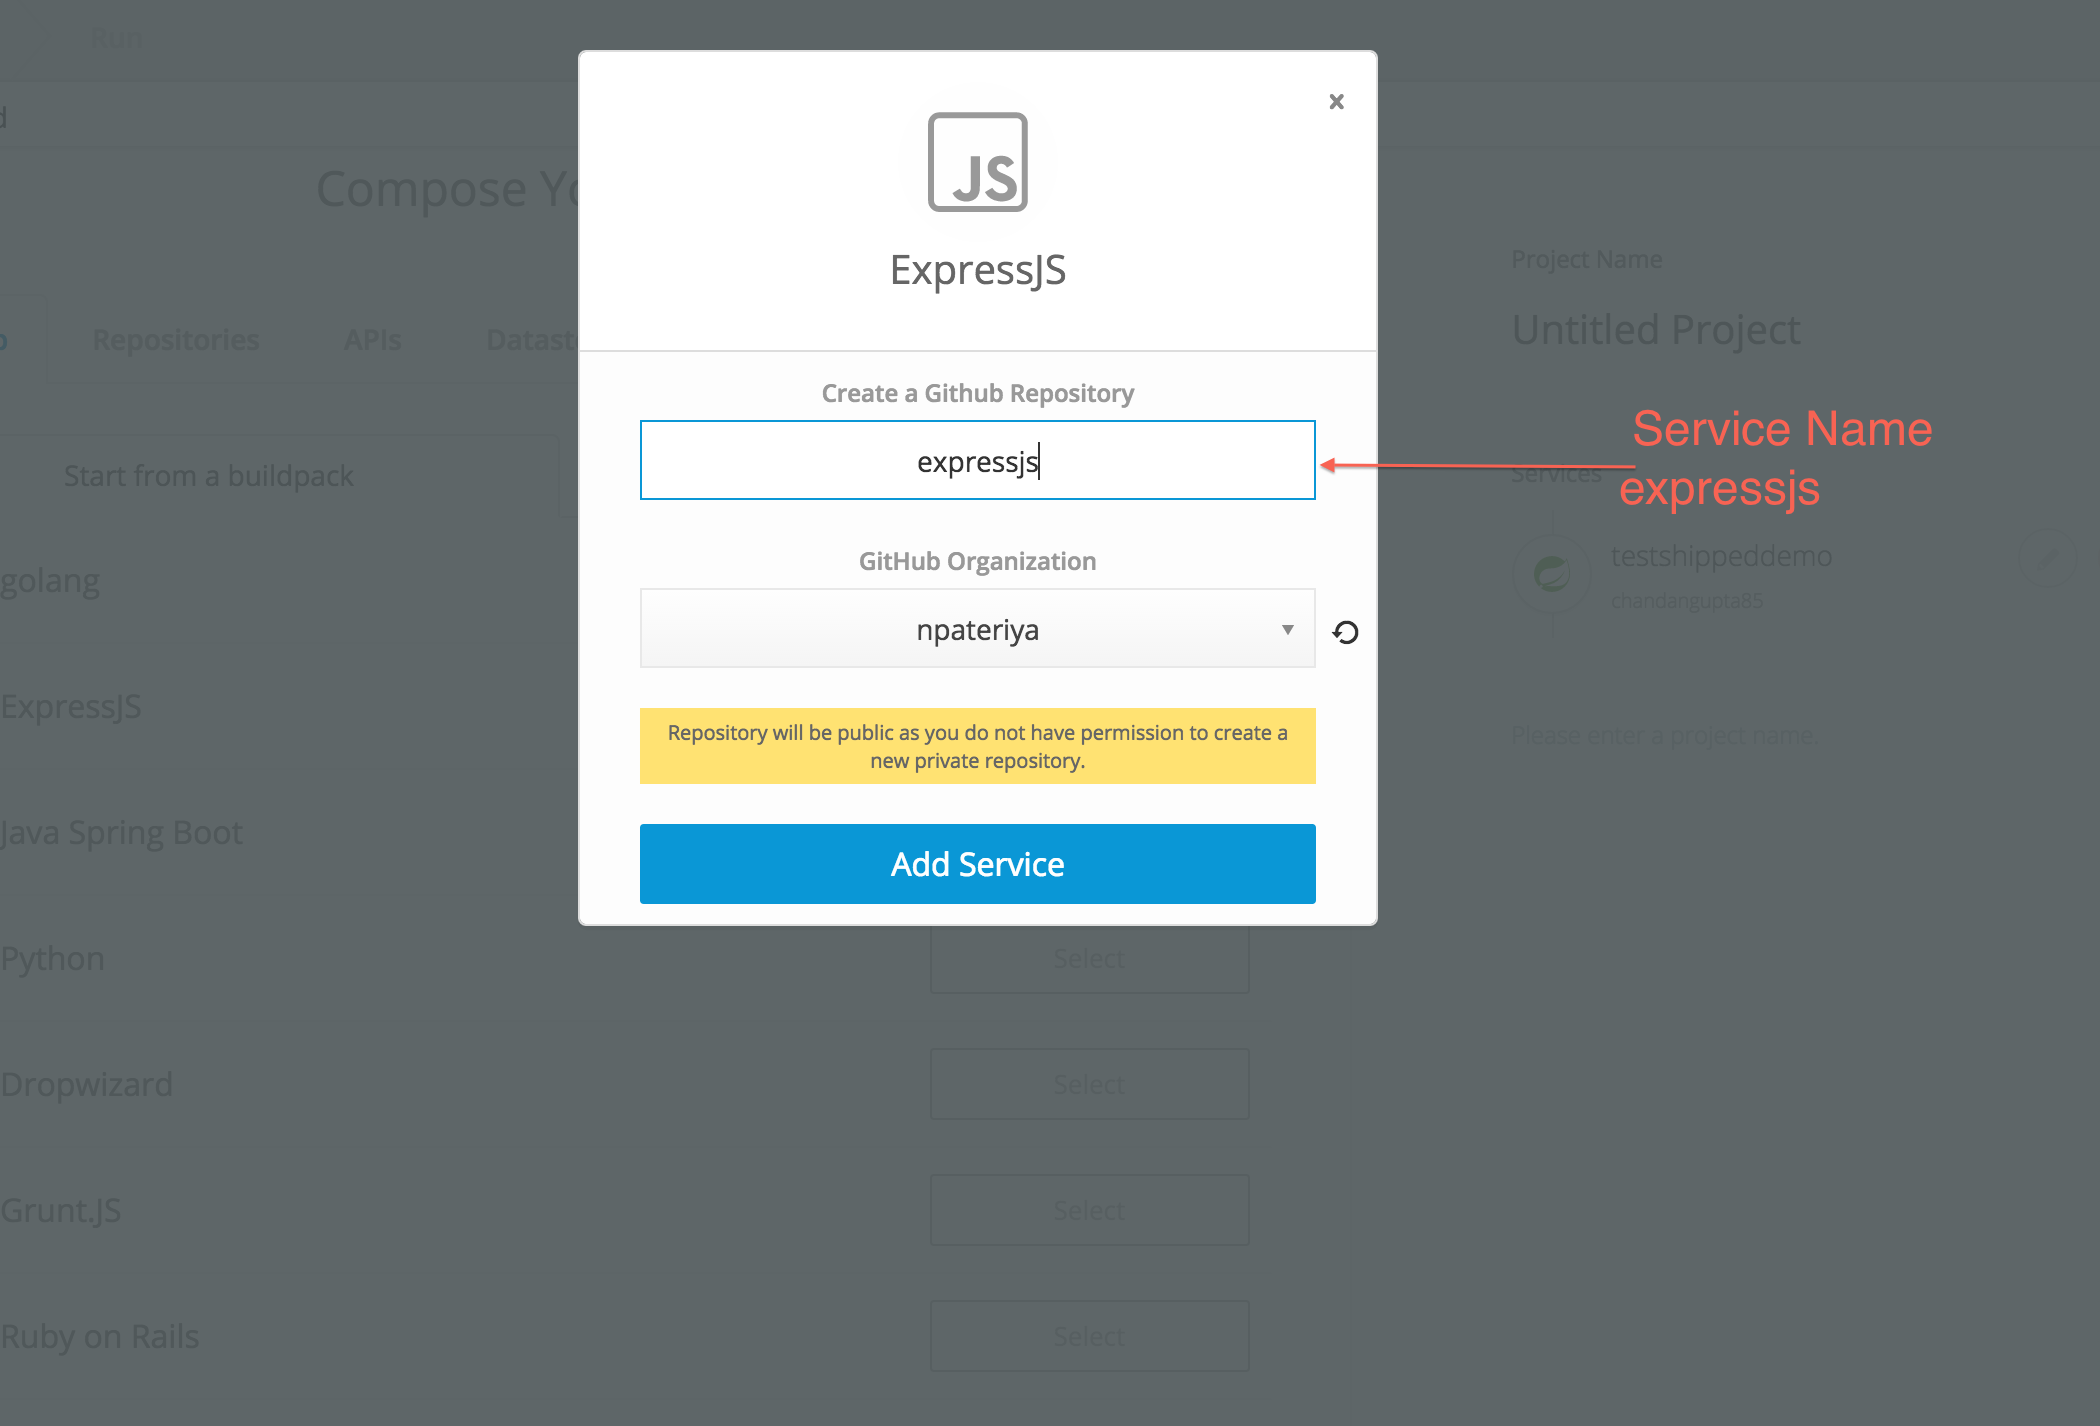 Run
d
Compose Yo
Repositories
APIs
Datast
Start from a buildpack
golang
ExpressJS
Java Spring Boot
Python
Select
Dropwizard
Select
Grunt.JS
Select
Ruby on Rails
Select
x
JS
ExpressJS
Create a Github Repository
expressjs
GitHub Organization
npateriya
Repository will be public as you do not have permission to create a
new private repository.
Add Service
Project Name
Untitled Project
Service Name
expressjs
Services
testshippeddemo
chandangupta85
Please enter a project name.